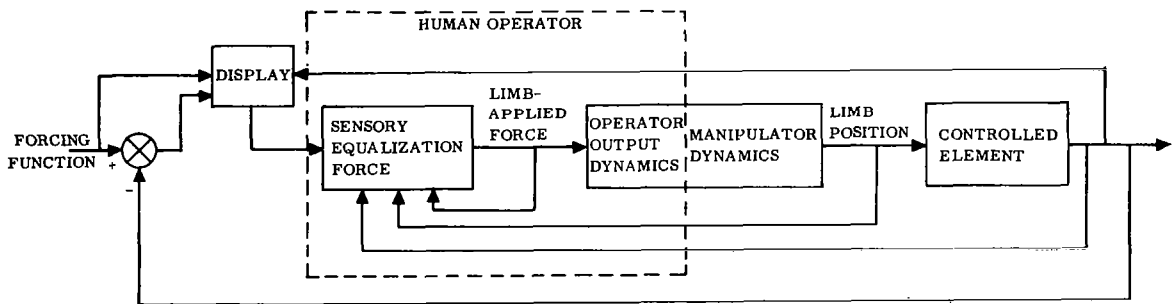 HUMAN OPERATOR
DISPLAY
FORCING
FUNCTION
+
-
SENSORY
EQUALIZATION
FORCE
LIMB-
APPLIED
FORCE
OPERATOR
OUTPUT
DYNAMICS
MANIPULATOR
DYNAMICS
LIMB
POSITION
CONTROLLED
ELEMENT